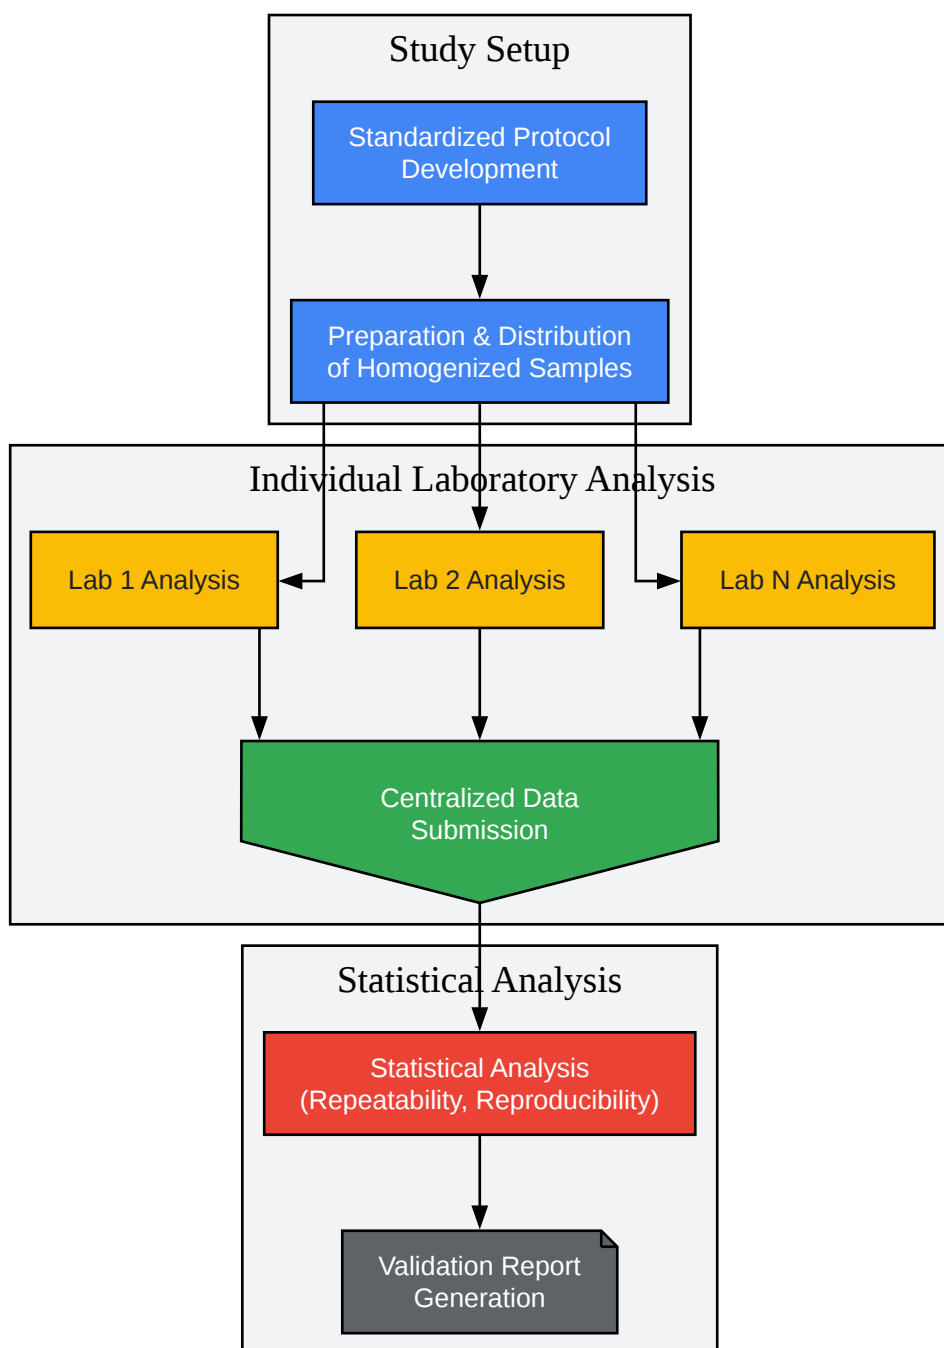 Study Setup
Standardized Protocol
Development
Preparation & Distribution
of Homogenized Samples
Individual Laboratory Analysis
Lab 1 Analysis
Lab 2 Analysis
Lab N Analysis
Centralized Data
Submission
Statistical Analysis
Statistical Analysis
(Repeatability, Reproducibility)
Validation Report
Generation